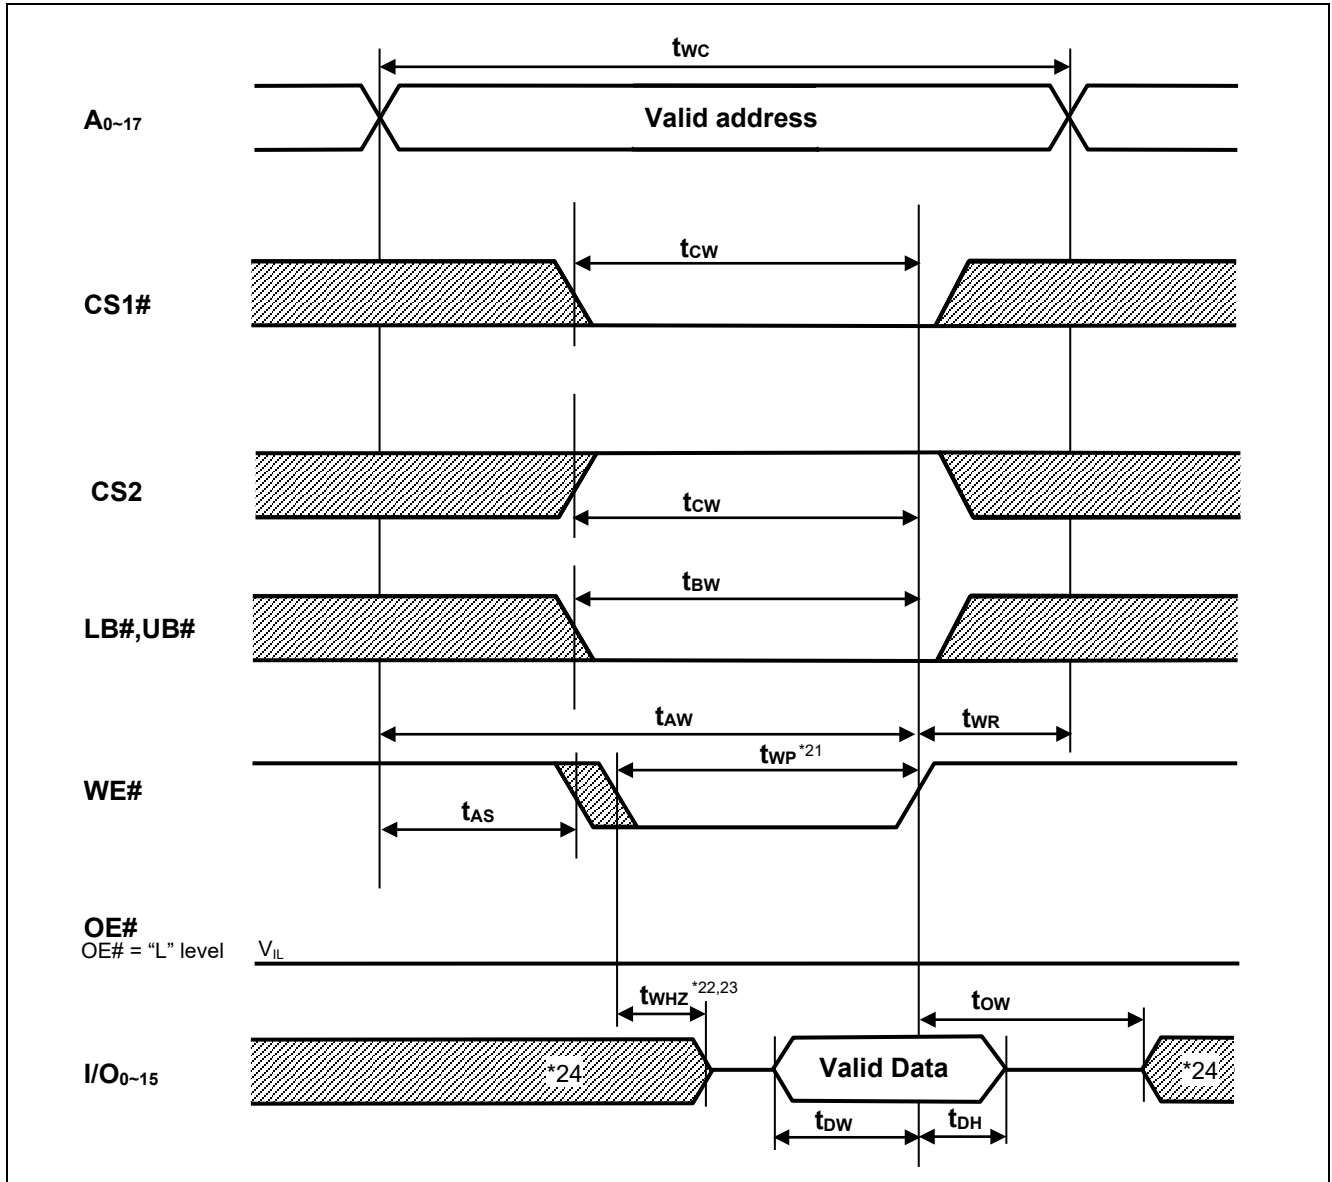 tWC
A0~17
Valid address
tCW
CS1#
CS2
tCW
tBW
LB#,UB#
tAW
tWR
tWP *21
WE#
tAS
OE#
OE# = “L” level VIL
tWHZ *22,23
tOW
I/O0~15
*24
Valid Data
*24
tDW
tDH